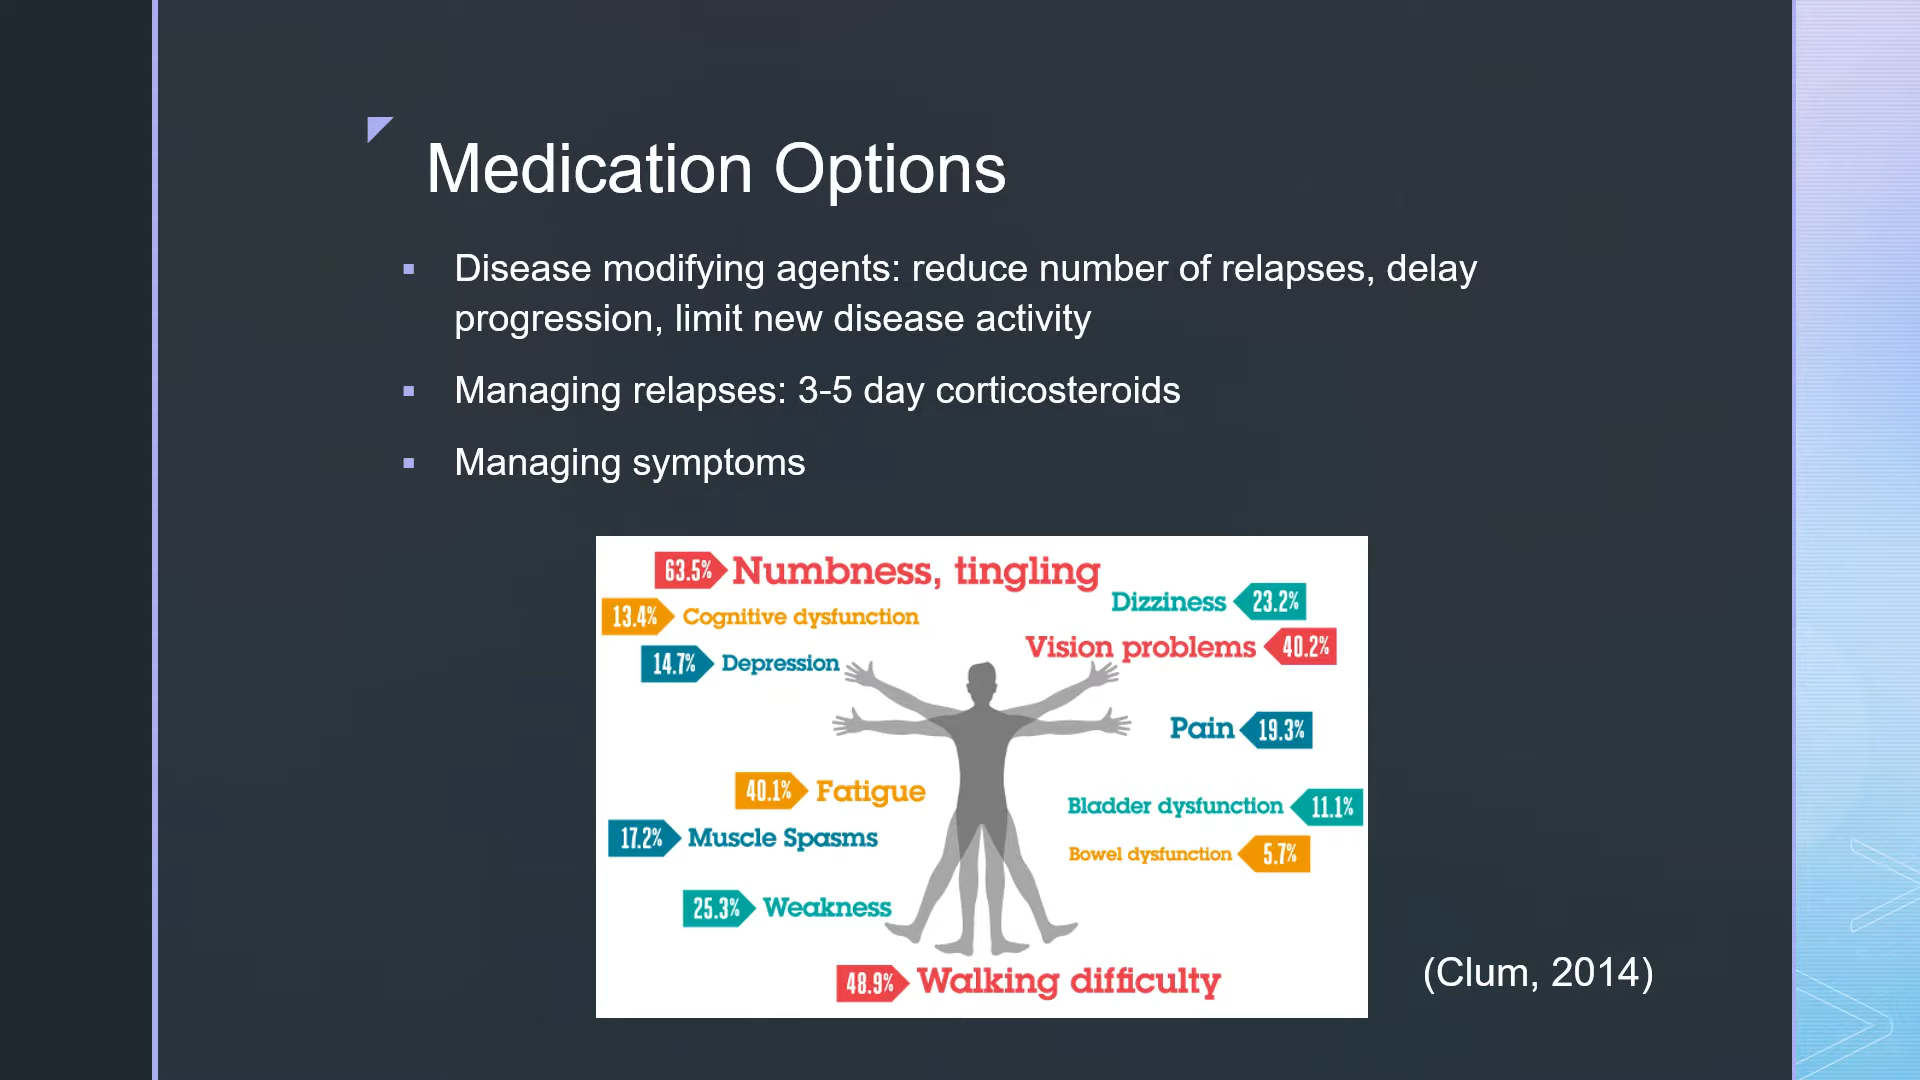 Medication Options
▪ Disease modifying agents: reduce number of relapses, delay
progression, limit new disease activity
▪ Managing relapses: 3-5 day corticosteroids
▪ Managing symptoms
63.5% Numbness, tingling
13.4% Cognitive dysfunction
14.7% Depression
Dizziness 23.2%
Vision problems 40.2%
Pain 19.3%
40.1% Fatigue
17.2% Muscle Spasms
25.3% Weakness
Bladder dysfunction 11.1%
Bowel dysfunction 5.7%
48.9% Walking difficulty
(Clum, 2014)